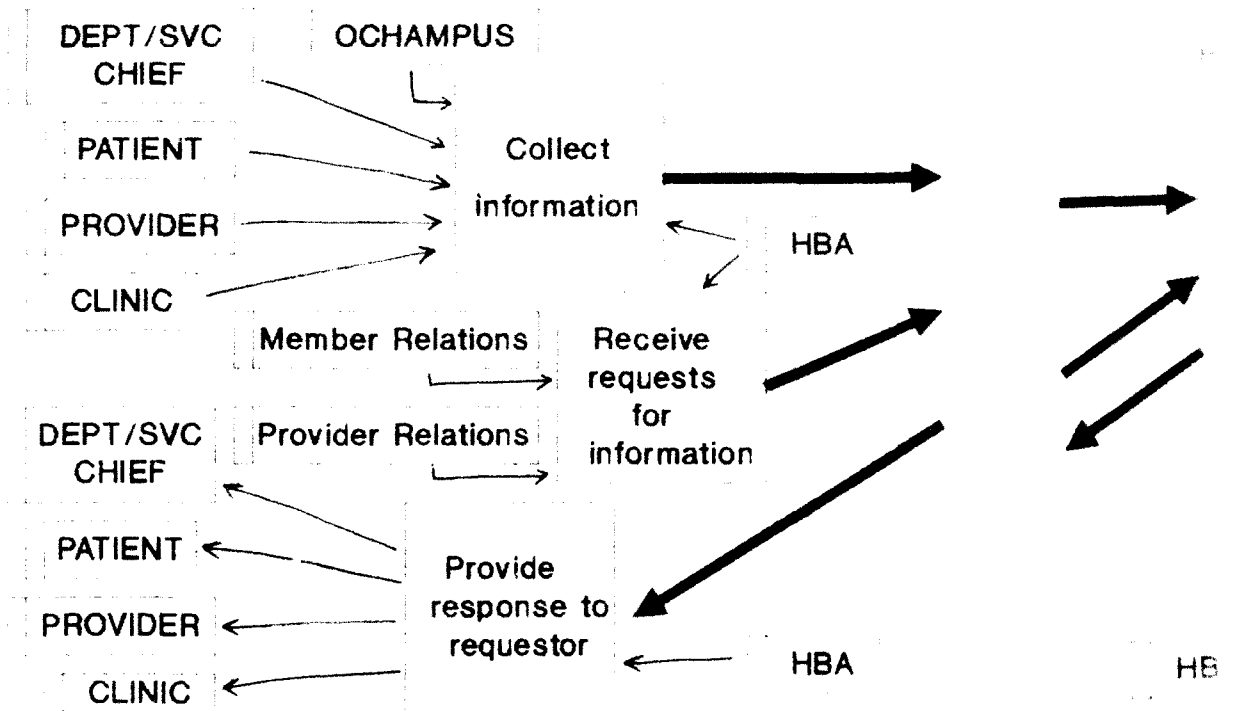 DEPT/SVC
CHIEF
OCHAMPUS
PATIENT
PROVIDER
CLINIC
Collect
information
HBA
Member Relations
Provider Relations
Receive
requests
for
information
DEPT/SVC
CHIEF
PATIENT
PROVIDER
CLINIC
Provide
response to
requestor
HBA
HB